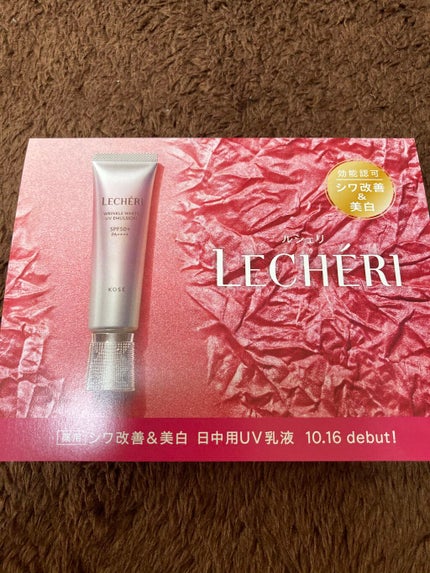 LECHÉRI
WRINKLE WHITE
UV EMULSION
SPF50+
PA++++
KOSÉ
効能認可
シワ改善
&
美白
ルシェリ
LECHÉRI
薬用 シワ改善&美白 日中用UV乳液 10.16 debut!